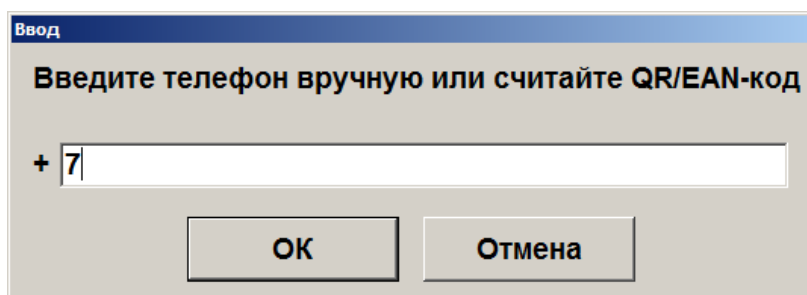 Ввод
Введите телефон вручную или считайте QR/EAN-код
+ 7
ОК Отмена